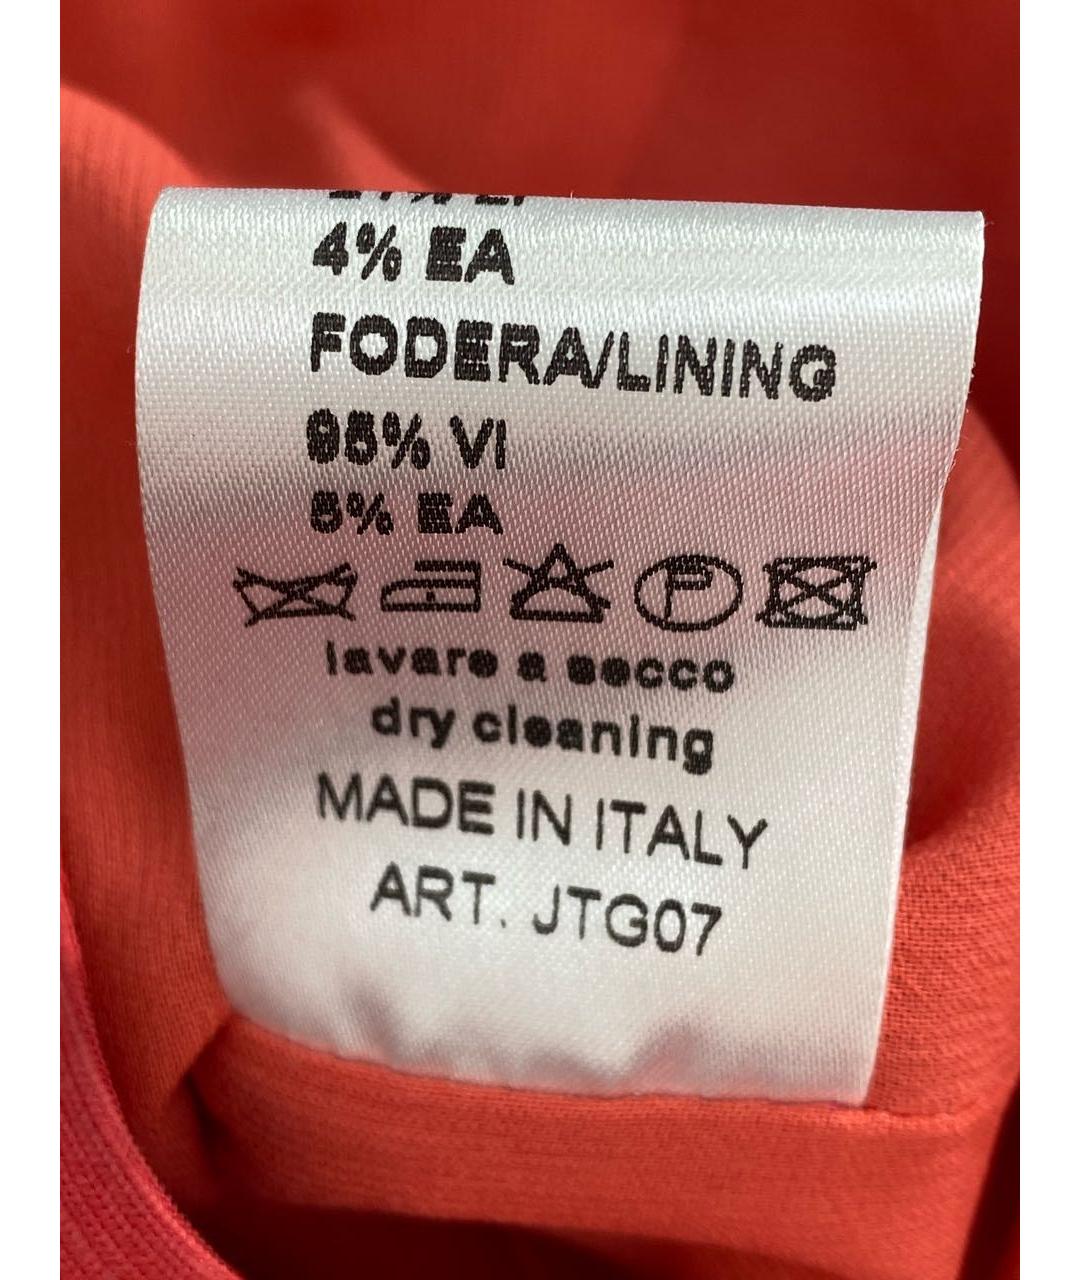 4% EA
FODERA/LINING
95% VI
5% EA
P
lavare a secco
dry cleaning
MADE IN ITALY
ART. JTG07